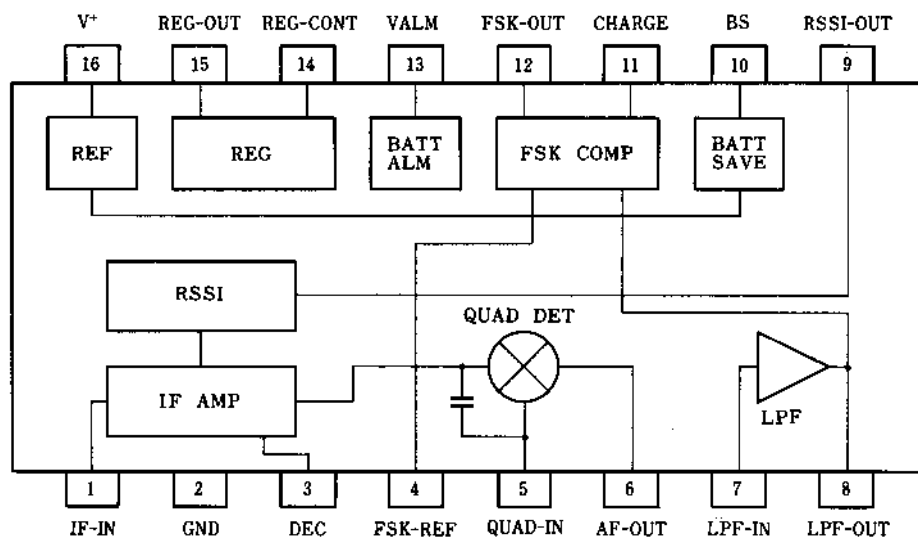 V+ REG-OUT REG-CONT VALM FSK-OUT CHARGE BS RSSI-OUT
16 15 14 13 12 11 10 9
REF REG BATT ALM FSK COMP BATT SAVE
RSSI
QUAD DET
IF AMP
LPF
1 2 3 4 5 6 7 8
IF-IN GND DEC FSK-REF QUAD-IN AF-OUT LPF-IN LPF-OUT